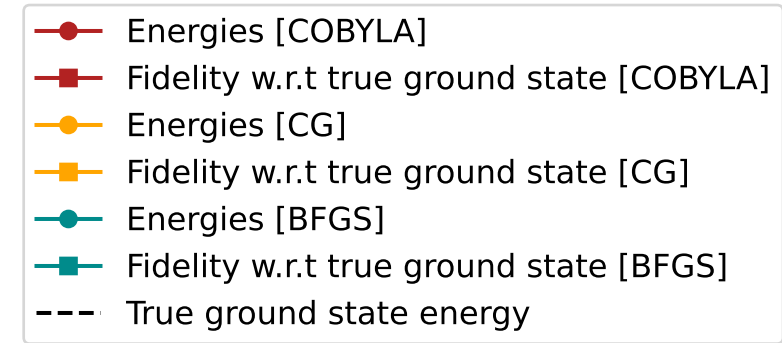 Energies [COBYLA]
Fidelity w.r.t true ground state [COBYLA]
Energies [CG]
Fidelity w.r.t true ground state [CG]
Energies [BFGS]
Fidelity w.r.t true ground state [BFGS]
True ground state energy